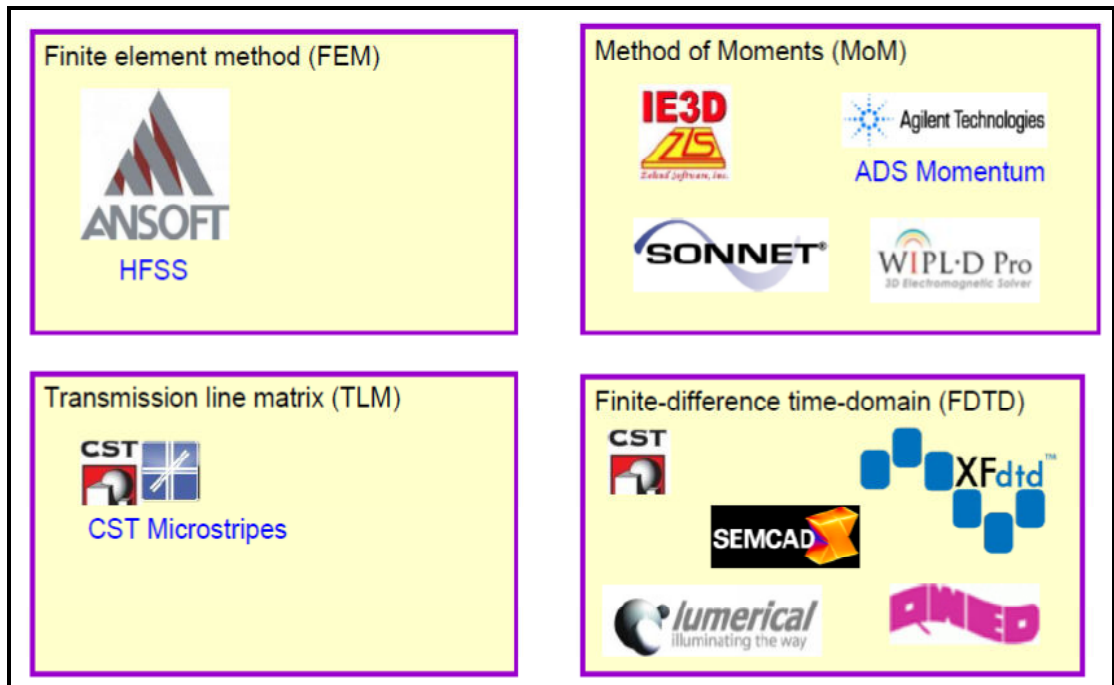 Finite element method (FEM)
ANSOFT
HFSS
Method of Moments (MoM)
IE3D
Zeland Software, Inc.
Agilent Technologies
ADS Momentum
SONNET®
WIPL-D Pro
3D Electromagnetic Solver
Transmission line matrix (TLM)
CST
CST Microstripes
Finite-difference time-domain (FDTD)
CST
XFdtd™
SEMCAD X
lumerical
illuminating the way
QWED